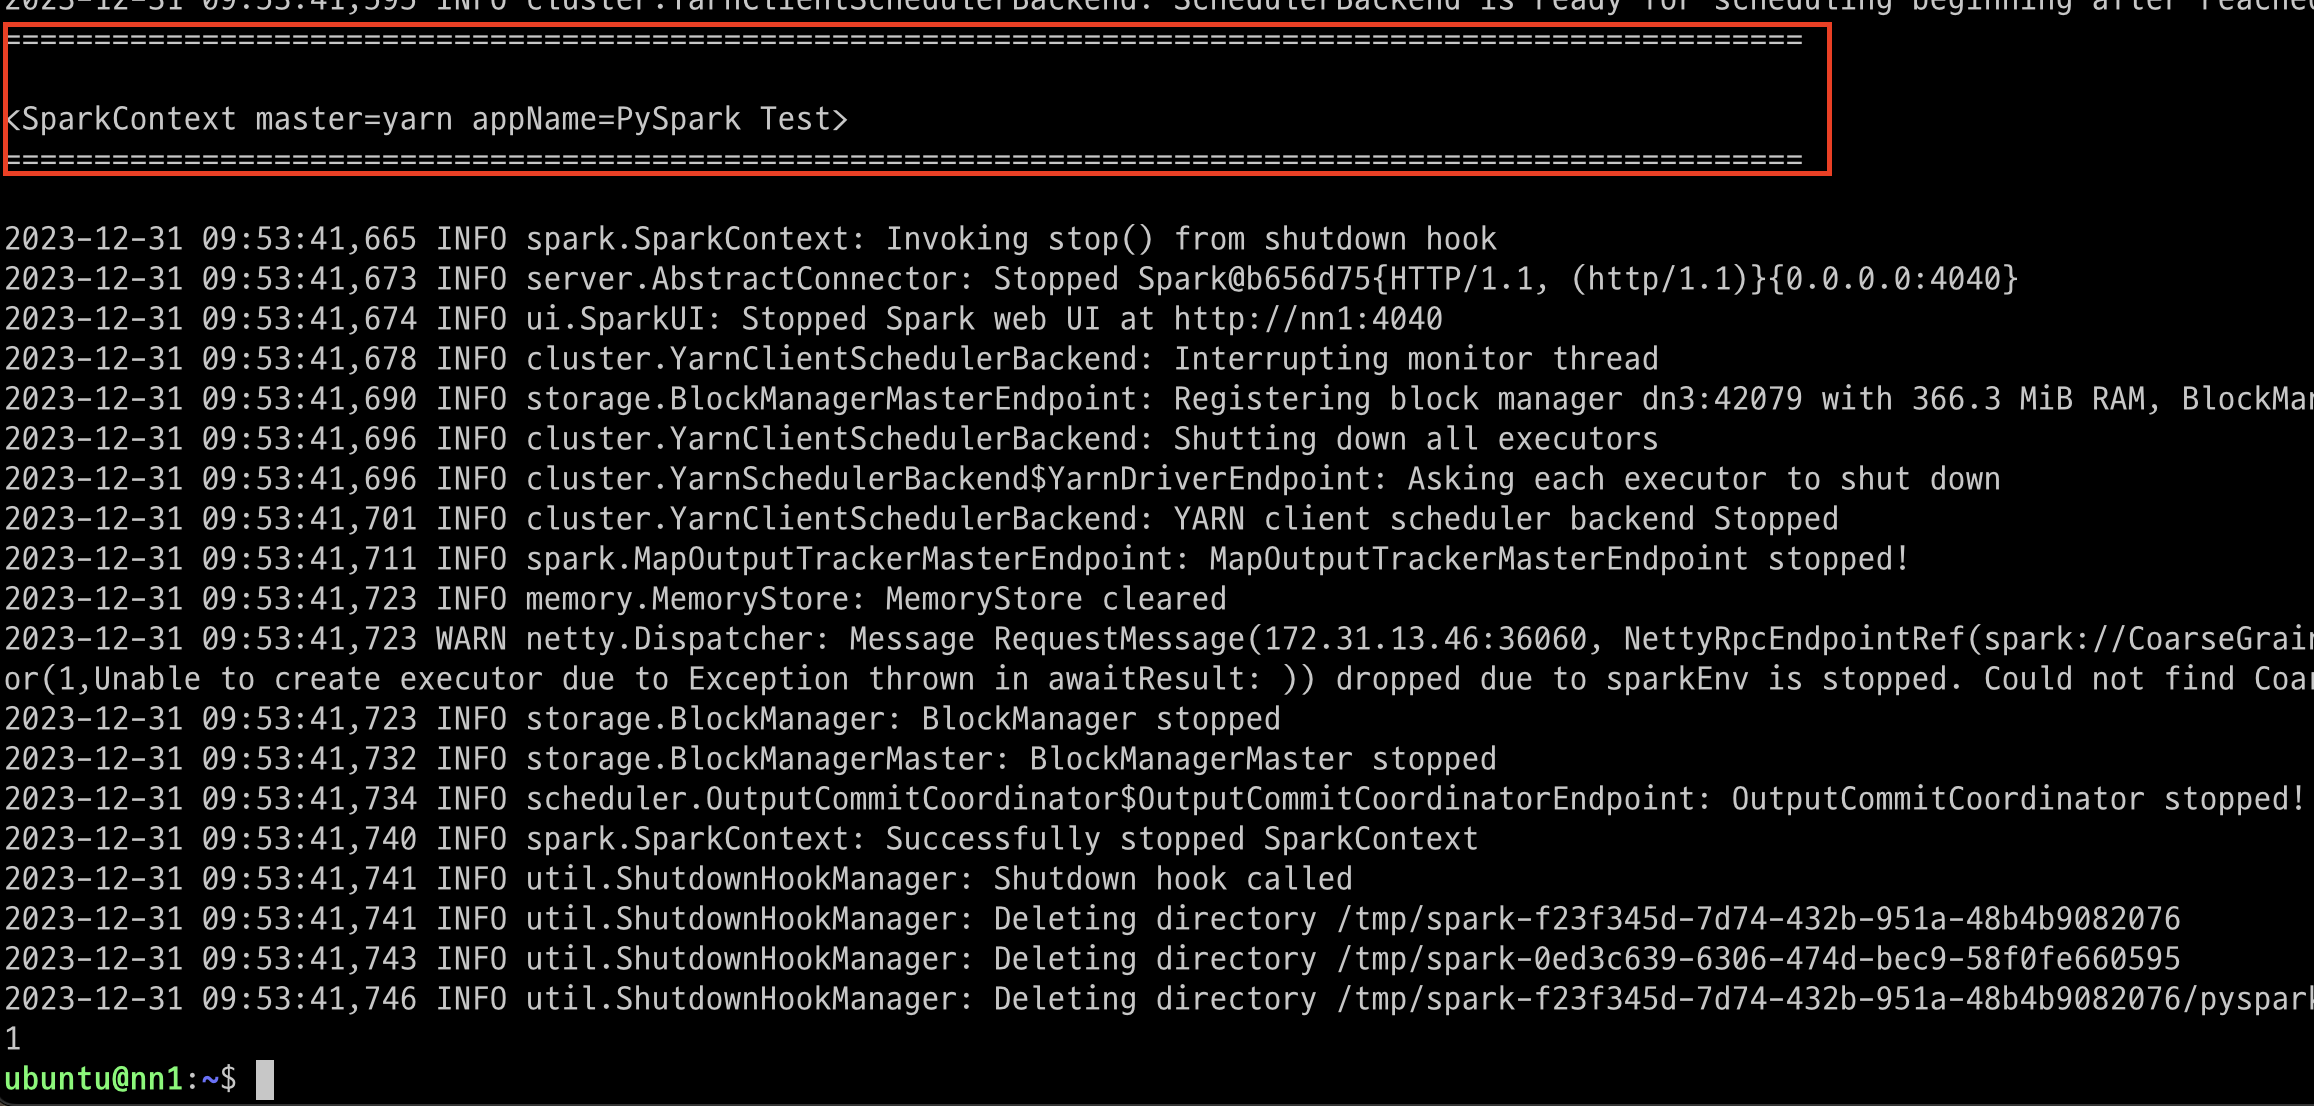 2023-12-31 09:53:41,595 INFO cluster.YarnClientSchedulerBackend: SchedulerBackend is ready for scheduling beginning after reached
====================================================================================================
<SparkContext master=yarn appName=PySpark Test>
====================================================================================================
2023-12-31 09:53:41,665 INFO spark.SparkContext: Invoking stop() from shutdown hook
2023-12-31 09:53:41,673 INFO server.AbstractConnector: Stopped Spark@b656d75{HTTP/1.1, (http/1.1)}{0.0.0.0:4040}
2023-12-31 09:53:41,674 INFO ui.SparkUI: Stopped Spark web UI at http://nn1:4040
2023-12-31 09:53:41,678 INFO cluster.YarnClientSchedulerBackend: Interrupting monitor thread
2023-12-31 09:53:41,690 INFO storage.BlockManagerMasterEndpoint: Registering block manager dn3:42079 with 366.3 MiB RAM, BlockMan
2023-12-31 09:53:41,696 INFO cluster.YarnClientSchedulerBackend: Shutting down all executors
2023-12-31 09:53:41,696 INFO cluster.YarnSchedulerBackend$YarnDriverEndpoint: Asking each executor to shut down
2023-12-31 09:53:41,701 INFO cluster.YarnClientSchedulerBackend: YARN client scheduler backend Stopped
2023-12-31 09:53:41,711 INFO spark.MapOutputTrackerMasterEndpoint: MapOutputTrackerMasterEndpoint stopped!
2023-12-31 09:53:41,723 INFO memory.MemoryStore: MemoryStore cleared
2023-12-31 09:53:41,723 WARN netty.Dispatcher: Message RequestMessage(172.31.13.46:36060, NettyRpcEndpointRef(spark://CoarseGrain
or(1,Unable to create executor due to Exception thrown in awaitResult: )) dropped due to sparkEnv is stopped. Could not find Coar
2023-12-31 09:53:41,723 INFO storage.BlockManager: BlockManager stopped
2023-12-31 09:53:41,732 INFO storage.BlockManagerMaster: BlockManagerMaster stopped
2023-12-31 09:53:41,734 INFO scheduler.OutputCommitCoordinator$OutputCommitCoordinatorEndpoint: OutputCommitCoordinator stopped!
2023-12-31 09:53:41,740 INFO spark.SparkContext: Successfully stopped SparkContext
2023-12-31 09:53:41,741 INFO util.ShutdownHookManager: Shutdown hook called
2023-12-31 09:53:41,741 INFO util.ShutdownHookManager: Deleting directory /tmp/spark-f23f345d-7d74-432b-951a-48b4b9082076
2023-12-31 09:53:41,743 INFO util.ShutdownHookManager: Deleting directory /tmp/spark-0ed3c639-6306-474d-bec9-58f0fe660595
2023-12-31 09:53:41,746 INFO util.ShutdownHookManager: Deleting directory /tmp/spark-f23f345d-7d74-432b-951a-48b4b9082076/pyspark
1
ubuntu@nn1:~$